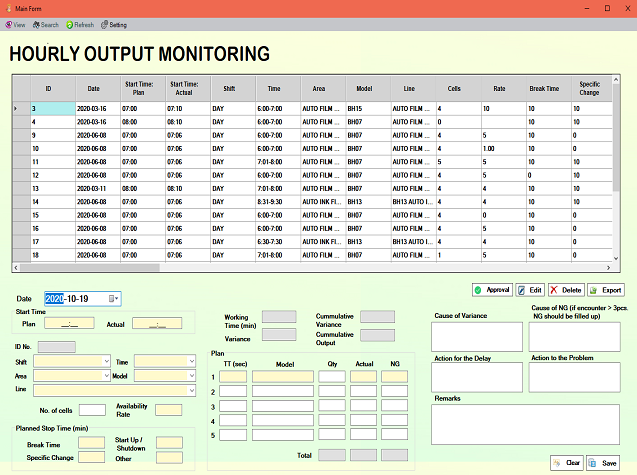 Main Form
View Search Refresh Setting
HOURLY OUTPUT MONITORING
ID Date Start Time: Plan Start Time: Actual Shift Time Area Model Line Cells Rate Break Time Specific Change
3 2020-03-16 07:00 07:10 DAY 6:00-7:00 AUTO FILM ... BH15 AUTO FILM ... 4 10 10 10
4 2020-03-16 08:00 08:10 DAY 6:00-7:00 AUTO FILM ... BH07 AUTO FILM ... 0 10 10
9 2020-06-08 07:00 07:06 DAY 6:00-7:00 AUTO FILM ... BH07 AUTO FILM ... 4 5 10 0
10 2020-06-08 07:00 07:06 DAY 6:00-7:00 AUTO FILM ... BH07 AUTO FILM ... 4 1.00 10 0
11 2020-06-08 07:00 07:06 DAY 7:01-8:00 AUTO FILM ... BH07 AUTO FILM ... 5 5 10 10
12 2020-06-08 07:00 07:06 DAY 6:00-7:00 AUTO FILM ... BH07 AUTO FILM ... 4 5 0 10
13 2020-03-11 08:00 08:10 DAY 7:01-8:00 AUTO FILM ... BH07 AUTO FILM ... 4 4 10 10
14 2020-06-08 07:00 07:06 DAY 8:31-9:30 AUTO INK FI... BH13 BH13 AUTO I... 4 4 10 10
15 2020-06-08 07:00 07:06 DAY 6:00-7:00 AUTO FILM ... BH07 AUTO FILM ... 4 0 10 0
16 2020-06-08 07:00 07:06 DAY 6:00-7:00 AUTO FILM ... BH07 AUTO FILM ... 4 5 10 0
17 2020-06-08 07:00 07:06 DAY 6:30-7:30 AUTO INK FI... BH13 BH13 AUTO I... 4 4 10 0
18 2020-06-08 07:00 07:06 DAY 7:01-8:00 AUTO FILM ... BH07 AUTO FILM ... 1 5 10 0
Approval Edit Delete Export
Date 2020-10-19
Start Time
Plan __:__ Actual __:__
ID No.
Shift Time
Area Model
Line
No. of cells Availability Rate
Planned Stop Time (min)
Break Time Start Up / Shutdown
Specific Change Other
Working Time (min) Cummulative Variance
Variance Cummulative Output
Plan
TT (sec) Model Qty Actual NG
1
2
3
4
5
Total
Cause of Variance
Cause of NG (if encounter > 3pcs. NG should be filled up)
Action for the Delay
Action to the Problem
Remarks
Clear Save